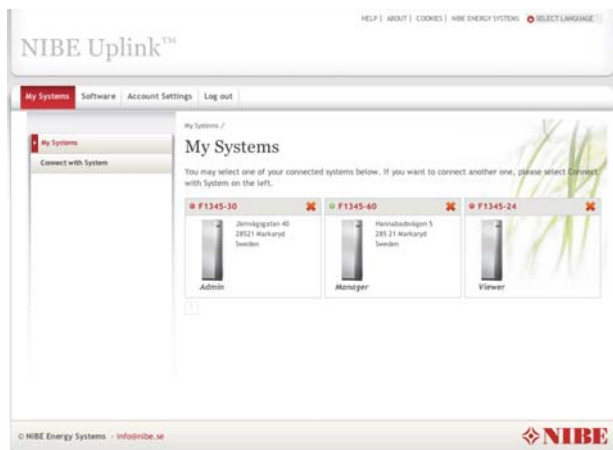 HELP | ABOUT | COOKIES | NIBE ENERGY SYSTEMS SELECT LANGUAGE
NIBE Uplink™
My Systems Software Account Settings Log out
My Systems /
My Systems
Connect with System
My Systems
You may select one of your connected systems below. If you want to connect another one, please select Connect
with System on the left.
F1345-30 F1345-60 F1345-24
Järnvägsgatan 40 Hannabadsvägen 5
28521 Markaryd 285 21 Markaryd
Sweden Sweden
Admin Manager Viewer
1
© NIBE Energy Systems - info@nibe.se
NIBE